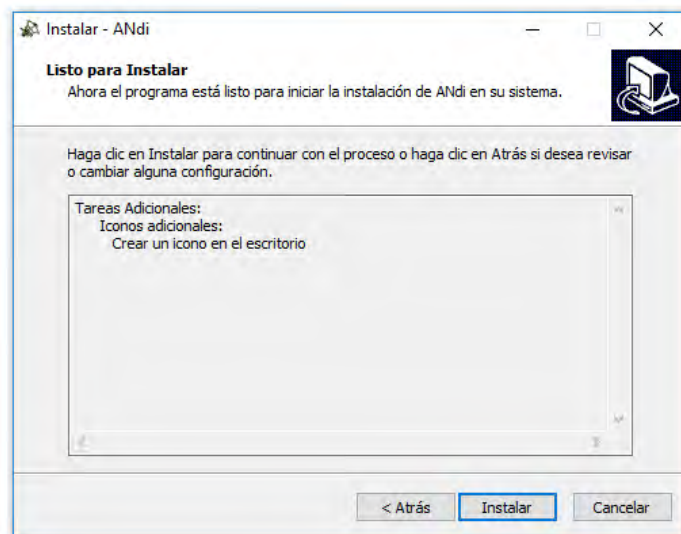 Instalar - ANdi
Listo para Instalar
Ahora el programa está listo para iniciar la instalación de ANdi en su sistema.
Haga clic en Instalar para continuar con el proceso o haga clic en Atrás si desea revisar
o cambiar alguna configuración.
Tareas Adicionales:
Iconos adicionales:
Crear un icono en el escritorio
< Atrás
Instalar
Cancelar